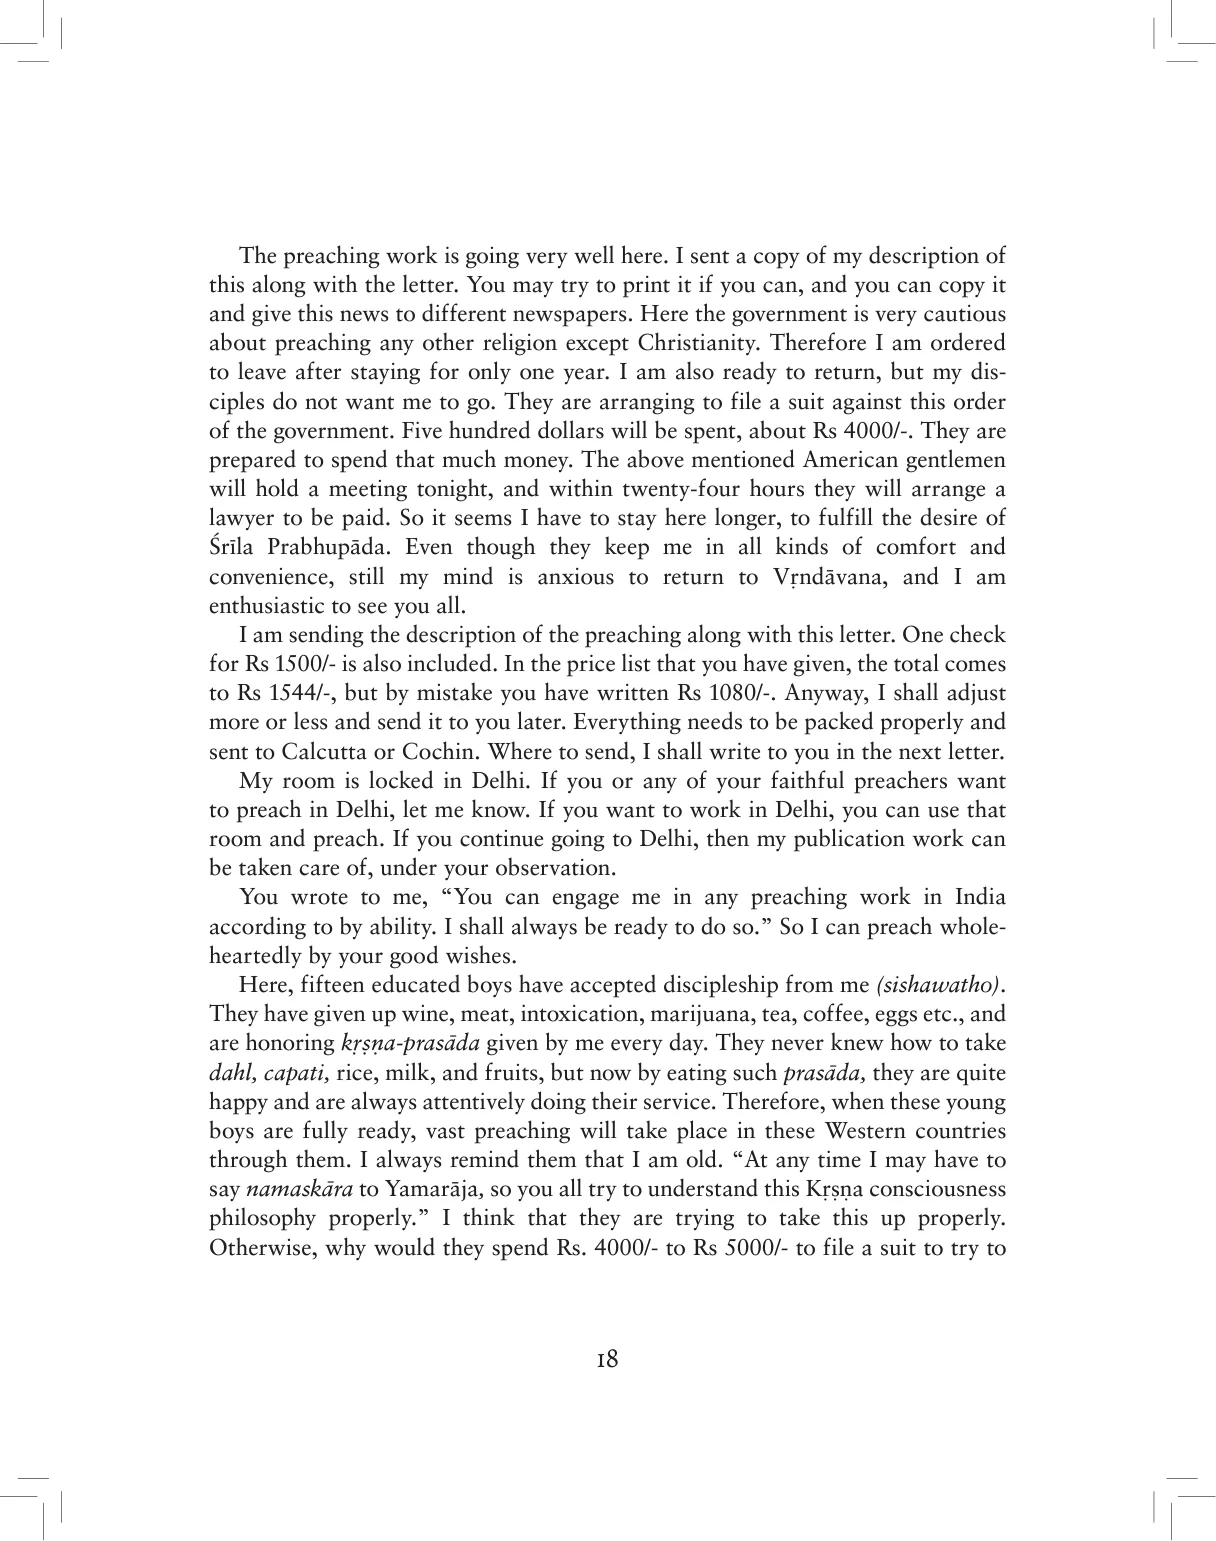 The preaching work is going very well here. I sent a copy of my description of
this along with the letter. You may try to print it if you can, and you can copy it
and give this news to different newspapers. Here the government is very cautious
about preaching any other religion except Christianity. Therefore I am ordered
to leave after staying for only one year. I am also ready to return, but my dis-
ciples do not want me to go. They are arranging to file a suit against this order
of the government. Five hundred dollars will be spent, about Rs 4000/-. They are
prepared to spend that much money. The above mentioned American gentlemen
will hold a meeting tonight, and within twenty-four hours they will arrange a
lawyer to be paid. So it seems I have to stay here longer, to fulfill the desire of
Śrīla Prabhupāda. Even though they keep me in all kinds of comfort and
convenience, still my mind is anxious to return to Vṛndāvana, and I am
enthusiastic to see you all.
I am sending the description of the preaching along with this letter. One check
for Rs 1500/- is also included. In the price list that you have given, the total comes
to Rs 1544/-, but by mistake you have written Rs 1080/-. Anyway, I shall adjust
more or less and send it to you later. Everything needs to be packed properly and
sent to Calcutta or Cochin. Where to send, I shall write to you in the next letter.
My room is locked in Delhi. If you or any of your faithful preachers want
to preach in Delhi, let me know. If you want to work in Delhi, you can use that
room and preach. If you continue going to Delhi, then my publication work can
be taken care of, under your observation.
You wrote to me, “You can engage me in any preaching work in India
according to by ability. I shall always be ready to do so.” So I can preach whole-
heartedly by your good wishes.
Here, fifteen educated boys have accepted discipleship from me (sishawatho).
They have given up wine, meat, intoxication, marijuana, tea, coffee, eggs etc., and
are honoring kṛṣṇa-prasāda given by me every day. They never knew how to take
dahl, capati, rice, milk, and fruits, but now by eating such prasāda, they are quite
happy and are always attentively doing their service. Therefore, when these young
boys are fully ready, vast preaching will take place in these Western countries
through them. I always remind them that I am old. “At any time I may have to
say namaskāra to Yamarāja, so you all try to understand this Kṛṣṇa consciousness
philosophy properly.” I think that they are trying to take this up properly.
Otherwise, why would they spend Rs. 4000/- to Rs 5000/- to file a suit to try to
18